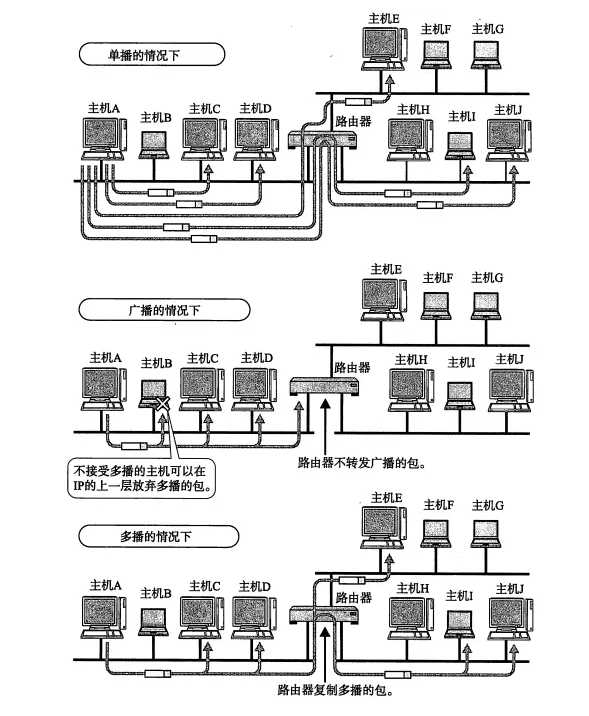 单播的情况下
主机E
主机F
主机G
主机A
主机B
主机C
主机D
路由器
主机H
主机I
主机J
广播的情况下
主机E
主机F
主机G
主机A
主机B
主机C
主机D
路由器
主机H
主机I
主机J
不接受多播的主机可以在
IP的上一层放弃多播的包。
路由器不转发广播的包。
多播的情况下
主机E
主机F
主机G
主机A
主机B
主机C
主机D
路由器
主机H
主机I
主机J
路由器复制多播的包。